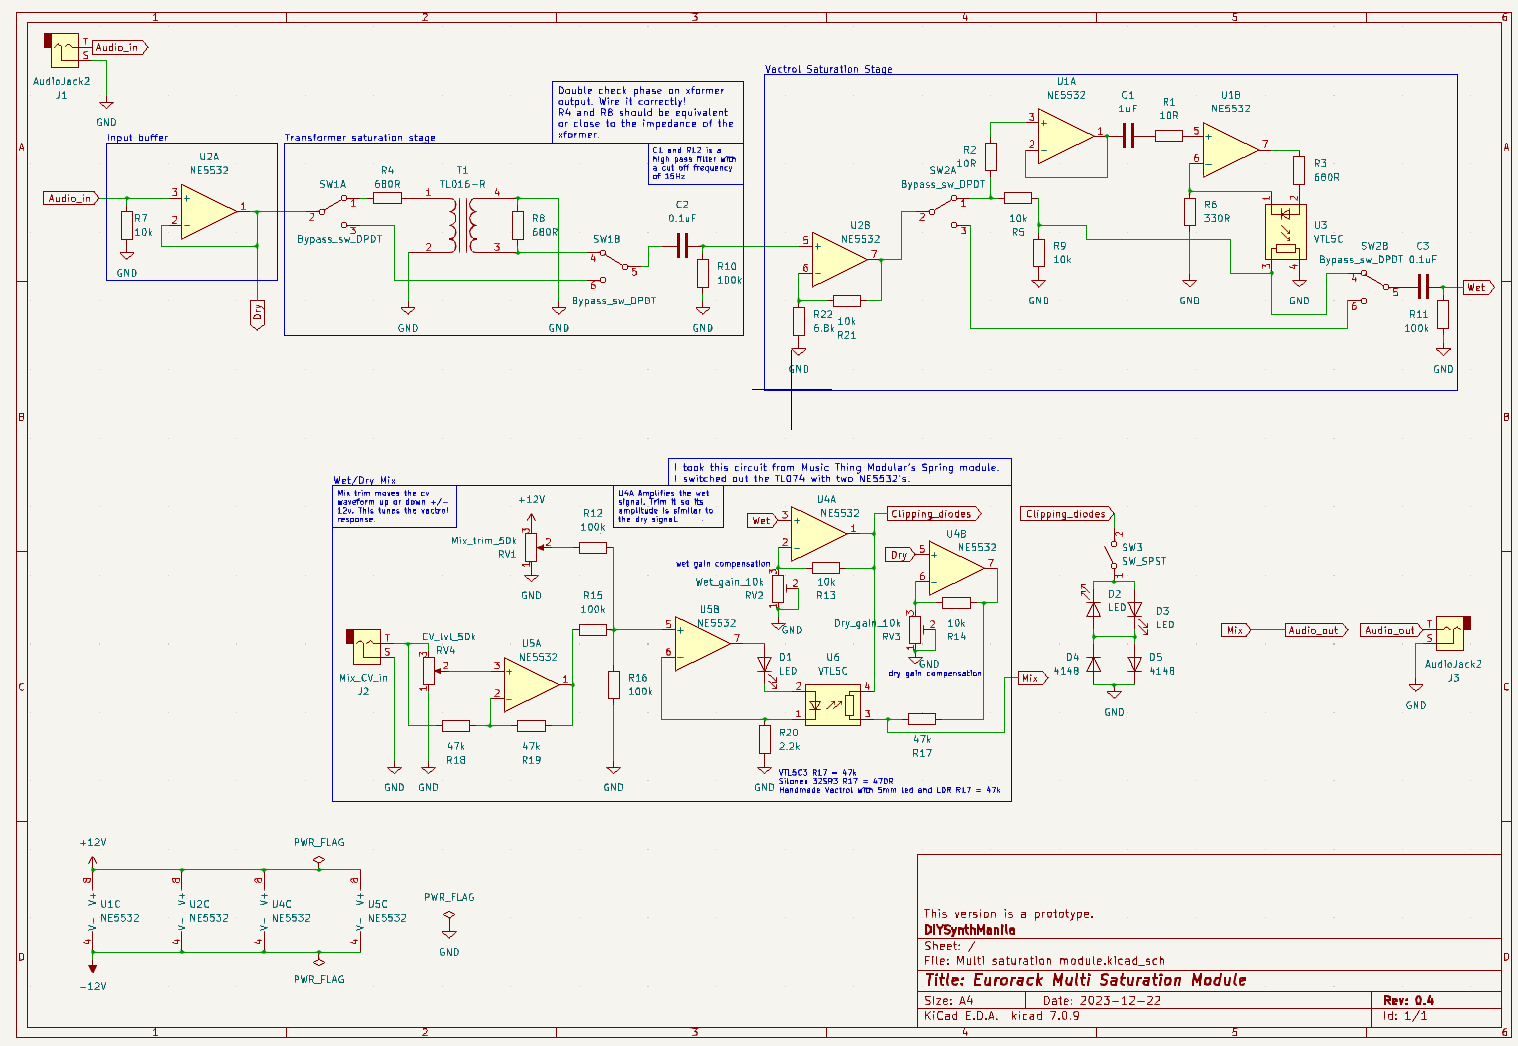 1 2 3 4 5 6
A
B
C
D
T
S
Audio_in
AudioJack2
J1
GND
Input buffer
U2A
NE5532
Audio_in
3
2
1
R7
10k
GND
Dry
Transformer saturation stage
Double check phase on xformer
output. Wire it correctly!
R4 and R8 should be equivalent
or close to the impedance of the
xformer.
C1 and R12 is a
high pass filter with
a cut off frequency
of 16Hz
SW1A
2
1
3
Bypass_sw_DPDT
R4
680R
T1
TL016-R
1
4
2
3
R8
680R
SW1B
4
5
6
Bypass_sw_DPDT
C2
0.1uF
R10
100k
GND
GND
GND
Vactrol Saturation Stage
U2B
NE5532
5
6
7
R22
6.8k
10k
R21
GND
SW2A
Bypass_sw_DPDT
2
1
3
R2
10R
U1A
NE5532
3
2
1
C1
1uF
R1
10R
U1B
NE5532
5
6
7
R3
680R
10k
R5
R9
10k
GND
R6
330R
GND
1
2
3
4
U3
VTL5C
GND
SW2B
Bypass_sw_DPDT
4
5
6
C3
0.1uF
Wet
R11
100k
GND
Wet/Dry Mix
Mix trim moves the cv
waveform up or down +/-
12v. This tunes the vactrol
response.
U4A Amplifies the wet
signal. Trim it so its
amplitude is similar to
the dry signal.
I took this circuit from Music Thing Modular's Spring module.
I switched out the TL074 with two NE5532's.
+12V
Mix_trim_50k
RV1
3
2
1
GND
R12
100k
R15
100k
T
S
Mix_CV_in
J2
CV_lvl_50k
RV4
3
2
1
U5A
NE5532
3
2
1
47k
R18
47k
R19
R16
100k
GND
GND
GND
U5B
NE5532
5
6
7
D1
LED
U6
VTL5C
2
1
4
3
R20
2.2k
GND
VTL5C3 R17 = 47k
Silonex 32SR3 R17 = 470R
Handmade Vactrol with 5mm led and LDR R17 = 47k
47k
R17
Wet
U4A
NE5532
3
2
1
wet gain compensation
Wet_gain_10k
RV2
3
2
1
GND
10k
R13
Clipping_diodes
Dry
U4B
NE5532
5
6
7
Dry_gain_10k
RV3
3
2
1
GND
10k
R14
dry gain compensation
Mix
Clipping_diodes
2
1
SW3
SW_SPST
D2
LED
D3
LED
D4
4148
D5
4148
GND
Mix
Audio_out
Audio_out
T
S
AudioJack2
J3
GND
+12V
PWR_FLAG
8
V+
V-
4
U1C
NE5532
8
V+
V-
4
U2C
NE5532
8
V+
V-
4
U4C
NE5532
8
V+
V-
4
U5C
NE5532
-12V
PWR_FLAG
PWR_FLAG
GND
This version is a prototype.
DIYSynthManila
Sheet: /
File: Multi saturation module.kicad_sch
Title: Eurorack Multi Saturation Module
Size: A4 Date: 2023-12-22 Rev: 0.4
KiCad E.D.A. kicad 7.0.9 Id: 1/1
A
B
C
D
1 2 3 4 5 6